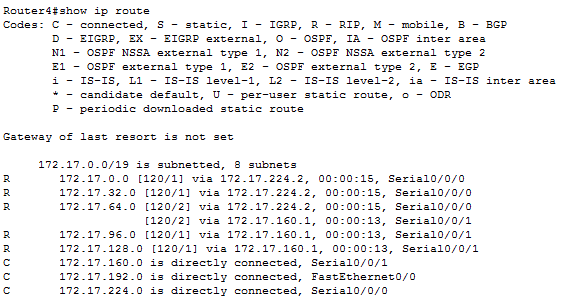 Router4#show ip route
Codes: C - connected, S - static, I - IGRP, R - RIP, M - mobile, B - BGP
       D - EIGRP, EX - EIGRP external, O - OSPF, IA - OSPF inter area
       N1 - OSPF NSSA external type 1, N2 - OSPF NSSA external type 2
       E1 - OSPF external type 1, E2 - OSPF external type 2, E - EGP
       i - IS-IS, L1 - IS-IS level-1, L2 - IS-IS level-2, ia - IS-IS inter area
       * - candidate default, U - per-user static route, o - ODR
       P - periodic downloaded static route
Gateway of last resort is not set
     172.17.0.0/19 is subnetted, 8 subnets
R       172.17.0.0 [120/1] via 172.17.224.2, 00:00:15, Serial0/0/0
R       172.17.32.0 [120/1] via 172.17.224.2, 00:00:15, Serial0/0/0
R       172.17.64.0 [120/2] via 172.17.224.2, 00:00:15, Serial0/0/0
                    [120/2] via 172.17.160.1, 00:00:13, Serial0/0/1
R       172.17.96.0 [120/1] via 172.17.160.1, 00:00:13, Serial0/0/1
R       172.17.128.0 [120/1] via 172.17.160.1, 00:00:13, Serial0/0/1
C       172.17.160.0 is directly connected, Serial0/0/1
C       172.17.192.0 is directly connected, FastEthernet0/0
C       172.17.224.0 is directly connected, Serial0/0/0